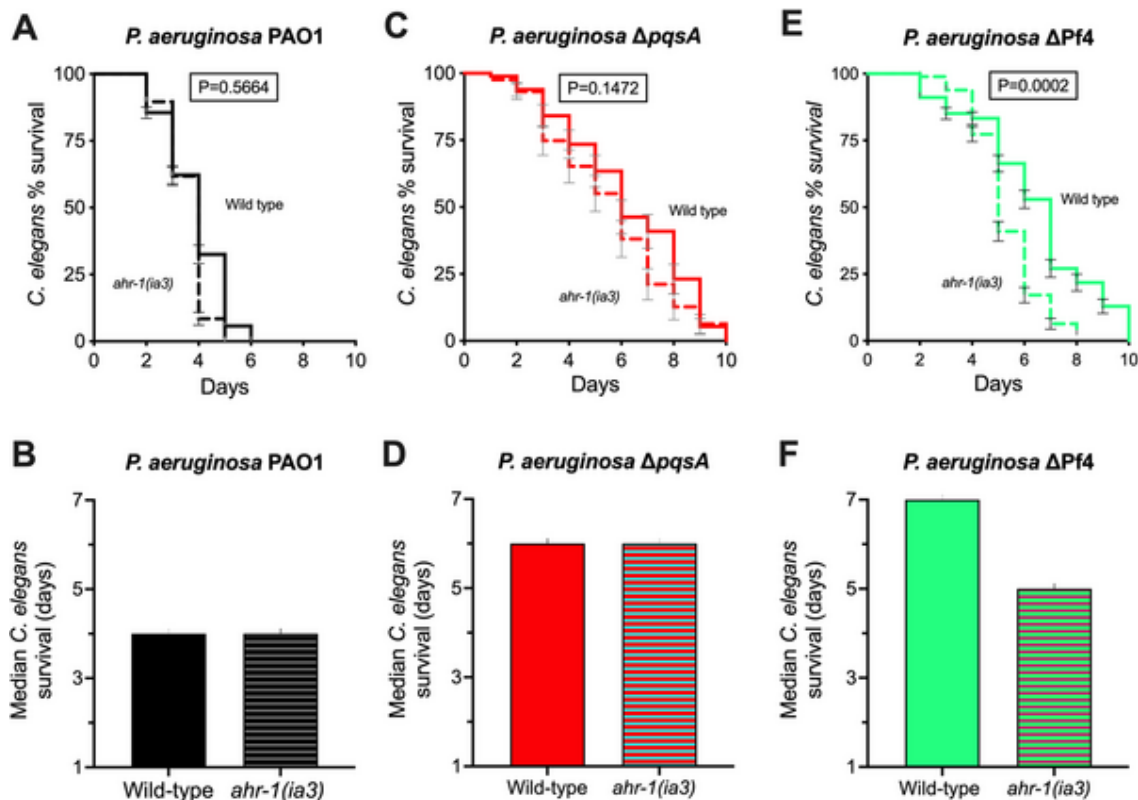 A
P. aeruginosa PAO1
C. elegans % survival
100
75
50
25
0
P=0.5664
Wild type
ahr-1(ia3)
0 2 4 6 8 10
Days
C
P. aeruginosa ΔpqsA
C. elegans % survival
100
75
50
25
0
P=0.1472
Wild type
ahr-1(ia3)
0 2 4 6 8 10
Days
E
P. aeruginosa ΔPf4
C. elegans % survival
100
75
50
25
0
P=0.0002
Wild type
ahr-1(ia3)
0 2 4 6 8 10
Days
B
P. aeruginosa PAO1
Median C. elegans
survival (days)
7
5
3
1
Wild-type ahr-1(ia3)
D
P. aeruginosa ΔpqsA
Median C. elegans
survival (days)
7
5
3
1
Wild-type ahr-1(ia3)
F
P. aeruginosa ΔPf4
Median C. elegans
survival (days)
7
5
3
1
Wild-type ahr-1(ia3)